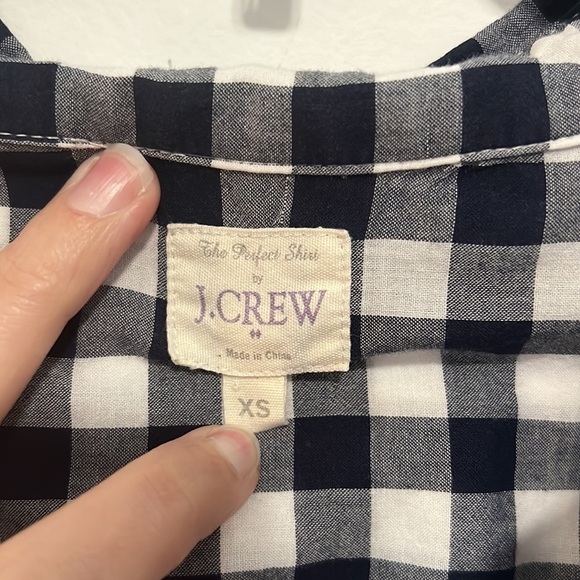 The Perfect Shirt
by
J.CREW
Made in China
XS